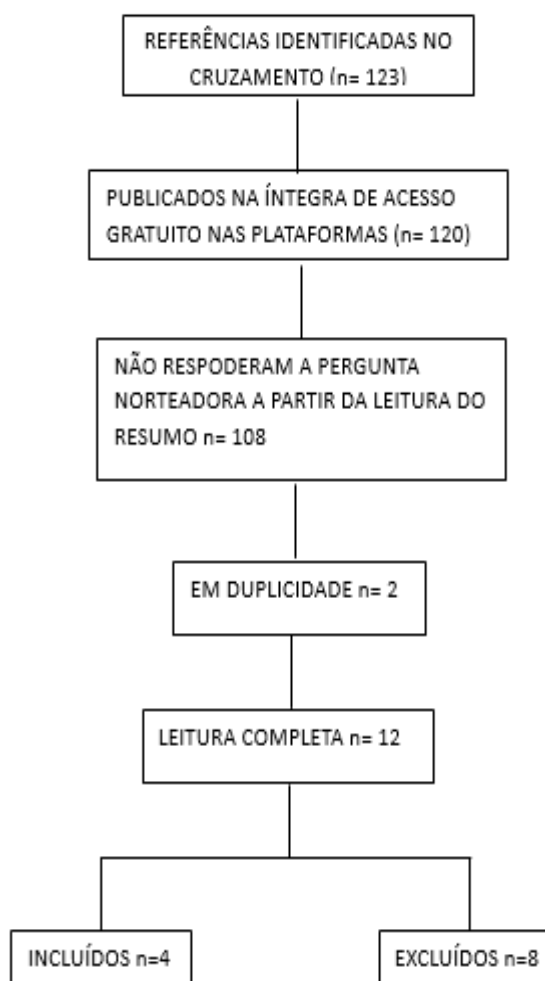 REFERÊNCIAS IDENTIFICADAS NO
CRUZAMENTO (n= 123)
PUBLICADOS NA ÍNTEGRA DE ACESSO
GRATUITO NAS PLATAFORMAS (n= 120)
NÃO RESPODERAM A PERGUNTA
NORTEADORA A PARTIR DA LEITURA DO
RESUMO n= 108
EM DUPLICIDADE n= 2
LEITURA COMPLETA n= 12
INCLUÍDOS n=4
EXCLUÍDOS n=8